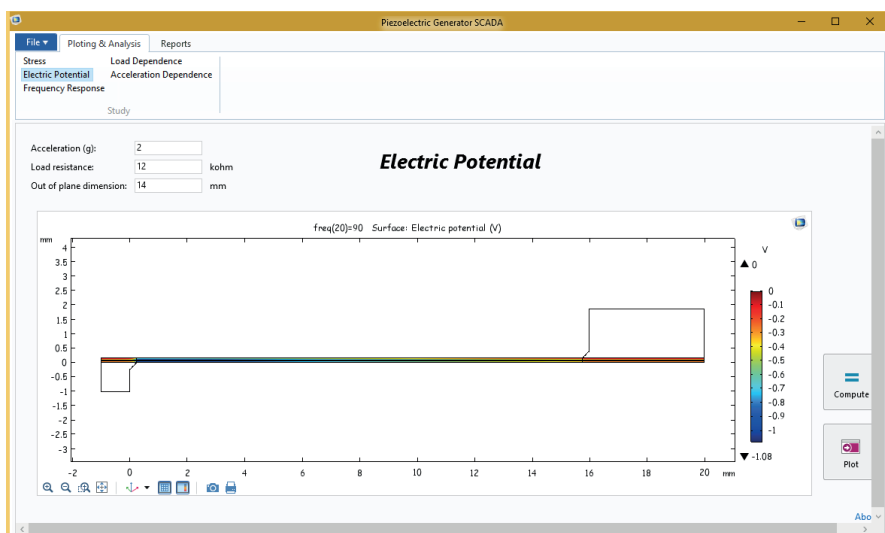 Piezoelectric Generator SCADA
File Ploting & Analysis Reports
Stress Load Dependence
Electric Potential Acceleration Dependence
Frequency Response
Study
Acceleration (g): 2
Load resistance: 12 kohm
Out of plane dimension: 14 mm
Electric Potential
freq(20)=90 Surface: Electric potential (V)
mm
4
3.5
3
2.5
2
1.5
1
0.5
0
-0.5
-1
-1.5
-2
-2.5
-3
-2 0 2 4 6 8 10 12 14 16 18 20 mm
V
0
0
-0.1
-0.2
-0.3
-0.4
-0.5
-0.6
-0.7
-0.8
-0.9
-1
-1.08
Compute
Plot
Abo